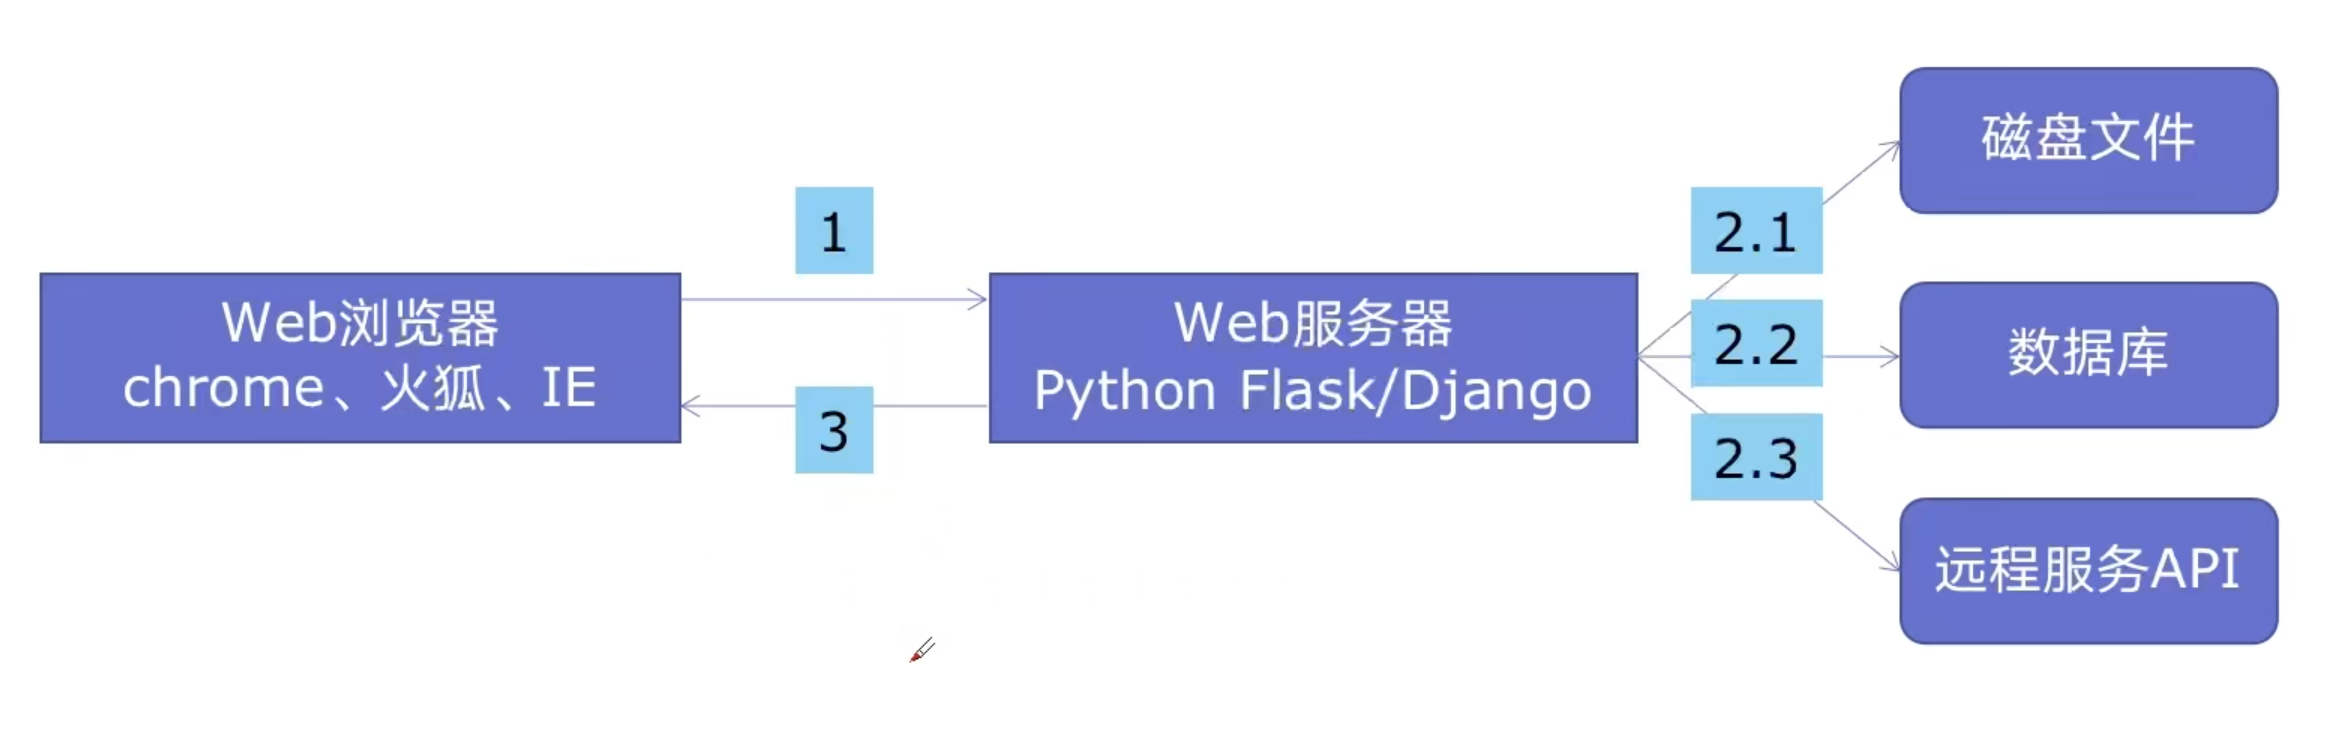 磁盘文件
1
2.1
Web浏览器
chrome、火狐、IE
Web服务器
Python Flask/Django
2.2
数据库
3
2.3
远程服务API